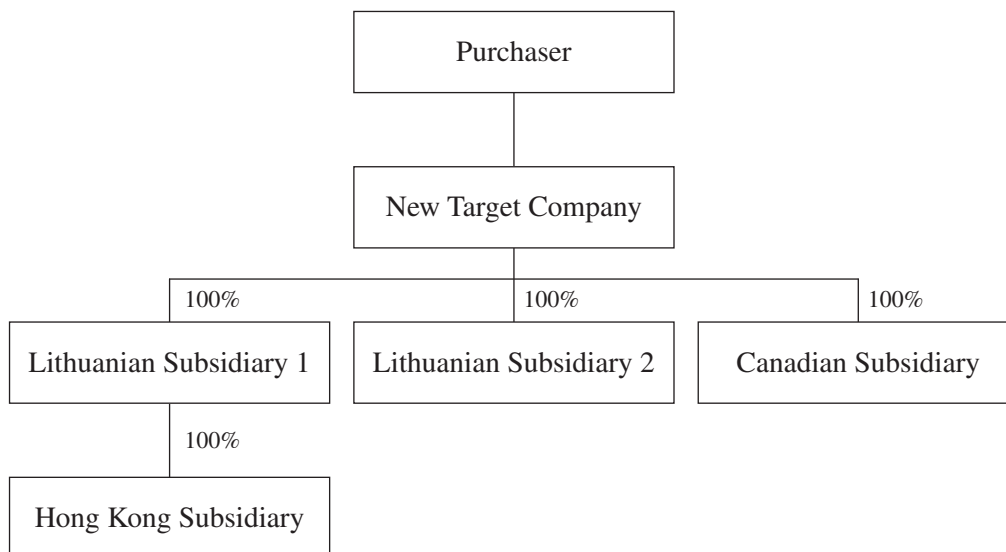 Purchaser
New Target Company
100%
100%
100%
Lithuanian Subsidiary 1
Lithuanian Subsidiary 2
Canadian Subsidiary
100%
Hong Kong Subsidiary